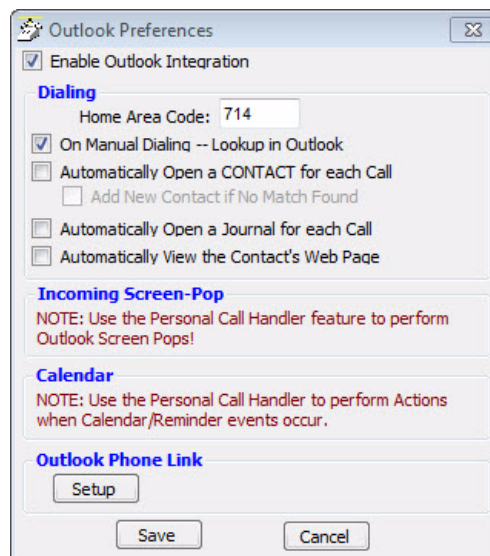 Outlook Preferences
Enable Outlook Integration
Dialing
Home Area Code: 714
On Manual Dialing -- Lookup in Outlook
Automatically Open a CONTACT for each Call
Add New Contact if No Match Found
Automatically Open a Journal for each Call
Automatically View the Contact's Web Page
Incoming Screen-Pop
NOTE: Use the Personal Call Handler feature to perform
Outlook Screen Pops!
Calendar
NOTE: Use the Personal Call Handler to perform Actions
when Calendar/Reminder events occur.
Outlook Phone Link
Setup
Save
Cancel